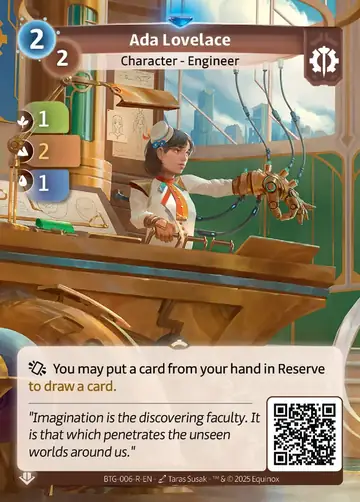 2
Ada Lovelace
2
Character - Engineer
1
2
1
You may put a card from your hand in Reserve
to draw a card.
"Imagination is the discovering faculty. It
is that which penetrates the unseen
worlds around us."
BTG-006-R-EN - Taras Susak - ™ & © 2025 Equinox